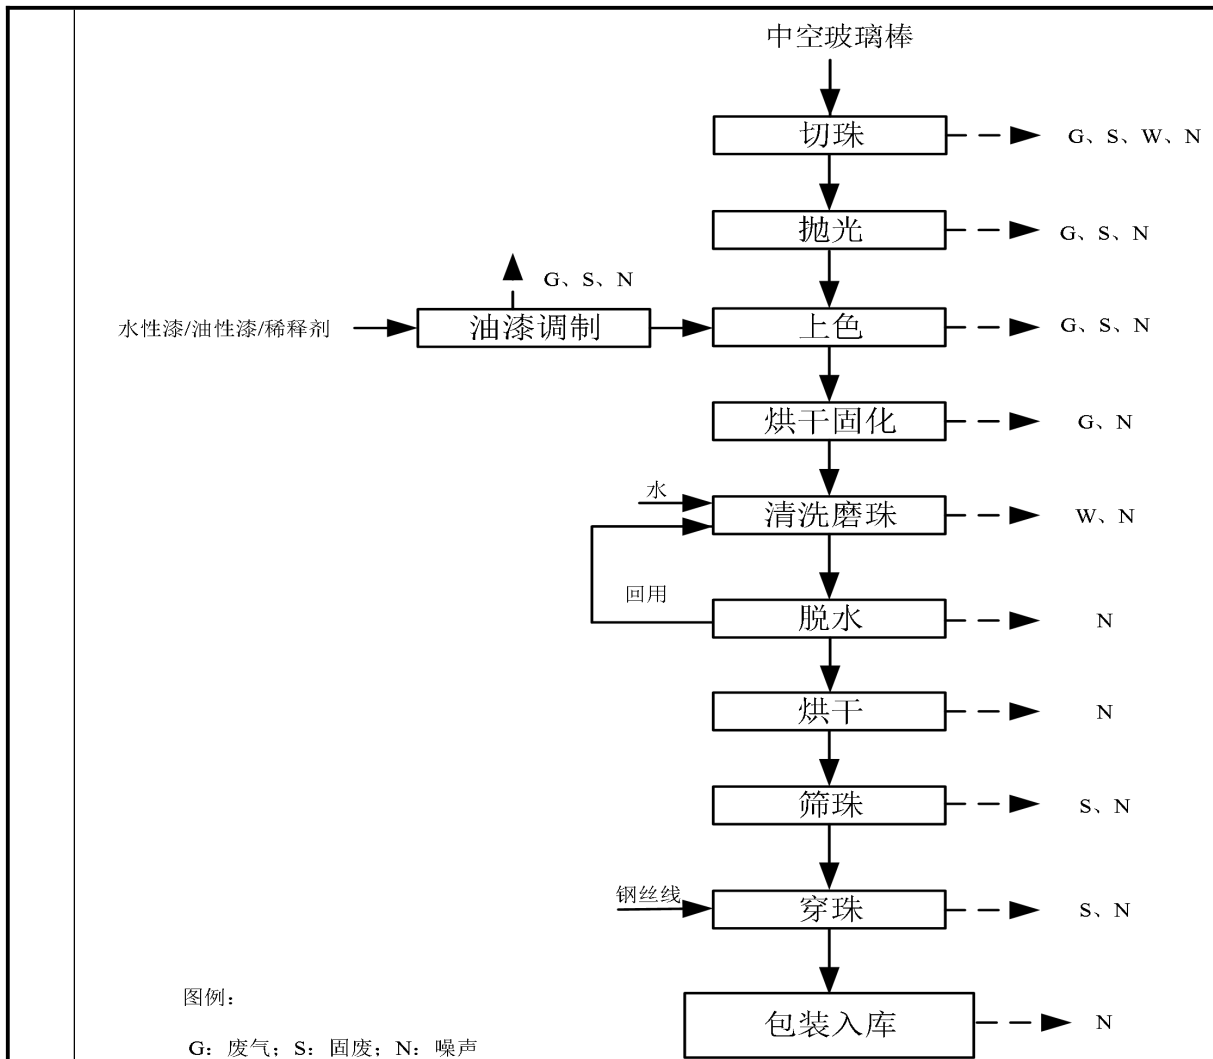 中空玻璃棒
切珠
G、S、W、N
抛光
G、S、N
G、S、N
水性漆/油性漆/稀释剂
油漆调制
上色
G、S、N
烘干固化
G、N
水
清洗磨珠
W、N
回用
脱水
N
烘干
N
筛珠
S、N
钢丝线
穿珠
S、N
图例：
包装入库
N
G：废气；S：固废；N：噪声